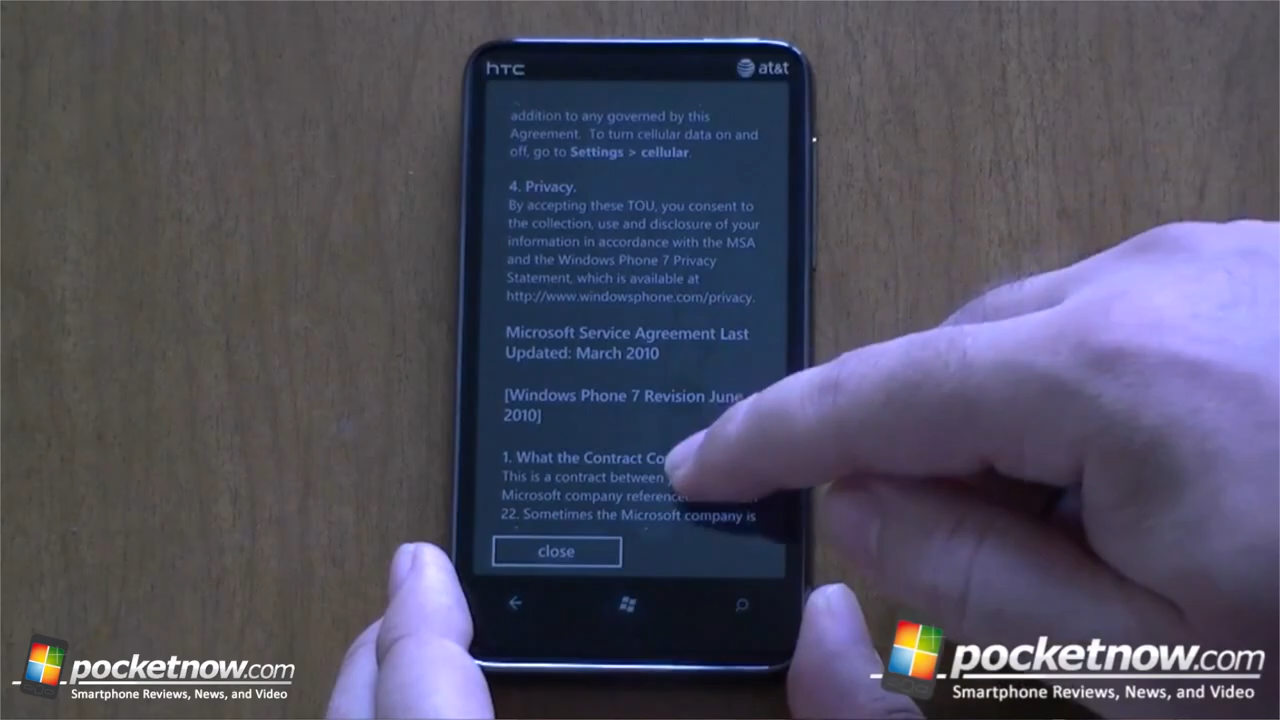 hTC
at&t
addition to any governed by this
Agreement. To turn cellular data on and
off, go to Settings > cellular.
4. Privacy.
By accepting these TOU, you consent to
the collection, use and disclosure of your
information in accordance with the MSA
and the Windows Phone 7 Privacy
Statement, which is available at
http://www.windowsphone.com/privacy.
Microsoft Service Agreement Last
Updated: March 2010
[Windows Phone 7 Revision June
2010]
1. What the Contract
This is a contract between
Microsoft company
22. Sometimes the Microsoft company is
close
pocketnow.com
Smartphone Reviews, News, and Video
pocketnow.com
Smartphone Reviews, News, and Video